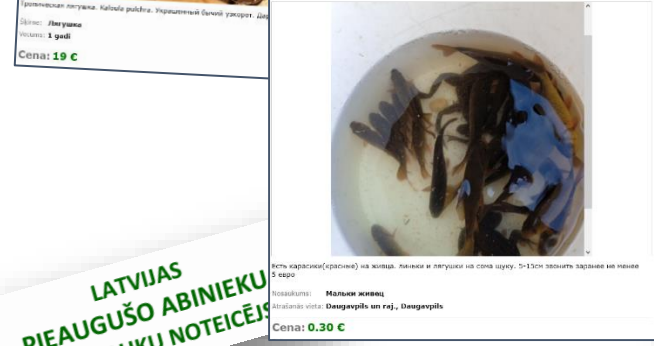 Тропическая лягушка. Kaloula pulchra. Украшенный бычий узкорот.
Лягушка
Vecums: 1 gadi
Cena: 19 €
LATVIJAS
PIEAUGUŠO ABINIEKU
NOTEICĒJS
Есть карасики(красные) на живца. линьки и лягушки на сома щуку. 5-15см звонить заранее не менее
5 евро
Nosaukums: Мальки живец
Atrašanās vieta: Daugavpils un raj., Daugavpils
Cena: 0.30 €